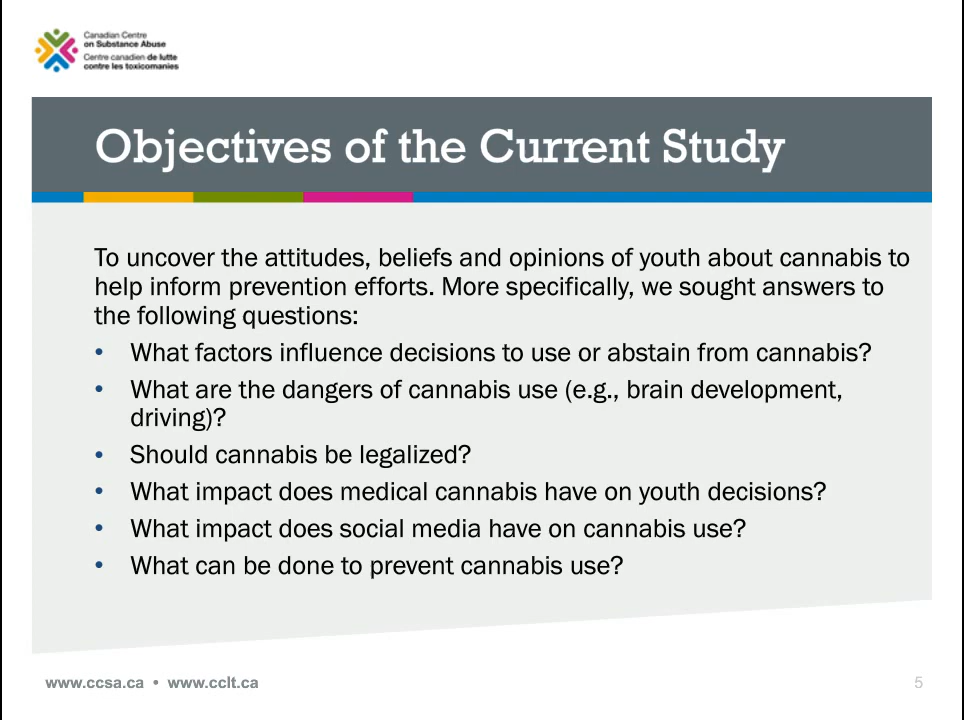 Canadian Centre
on Substance Abuse
Centre canadien de lutte
contre les toxicomanies
Objectives of the Current Study
To uncover the attitudes, beliefs and opinions of youth about cannabis to
help inform prevention efforts. More specifically, we sought answers to
the following questions:
• What factors influence decisions to use or abstain from cannabis?
• What are the dangers of cannabis use (e.g., brain development,
driving)?
• Should cannabis be legalized?
• What impact does medical cannabis have on youth decisions?
• What impact does social media have on cannabis use?
• What can be done to prevent cannabis use?
www.ccsa.ca • www.cclt.ca
5